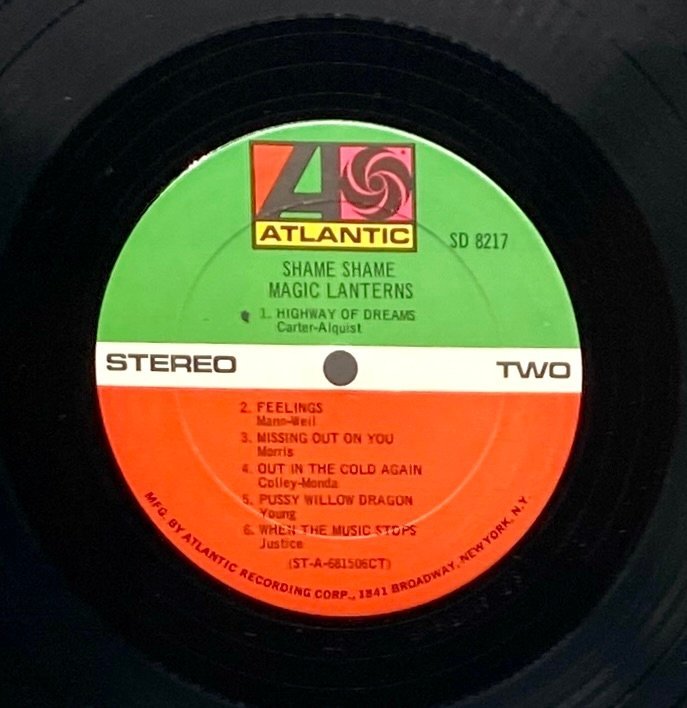 ATLANTIC
SD 8217
SHAME SHAME
MAGIC LANTERNS
1. HIGHWAY OF DREAMS
Carter-Alquist
STEREO
TWO
2. FEELINGS
Mann-Weil
3. MISSING OUT ON YOU
Morris
4. OUT IN THE COLD AGAIN
Colley-Monda
5. PUSSY WILLOW DRAGON
Young
6. WHEN THE MUSIC STOPS
Justice
(ST-A-681506CT)
MFG. BY ATLANTIC RECORDING CORP., 1841 BROADWAY, NEW YORK, N.Y.